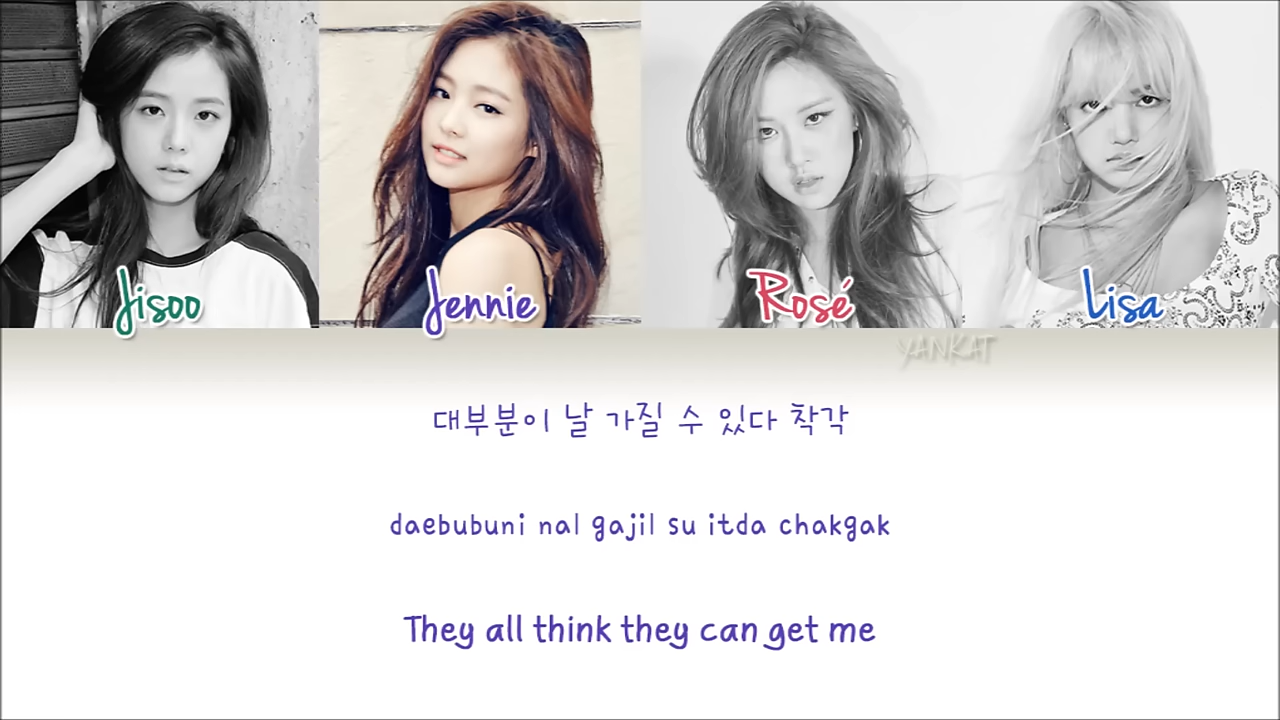 Jisoo
Jennie
Rosé
Lisa
YANKAT
대부분이 날 가질 수 있다 착각
daebubuni nal gajil su itda chakgak
They all think they can get me